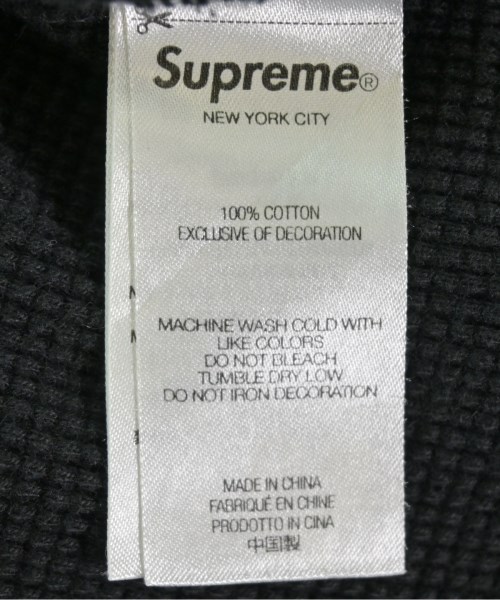 Supreme®
NEW YORK CITY
100% COTTON
EXCLUSIVE OF DECORATION
MACHINE WASH COLD WITH
LIKE COLORS
DO NOT BLEACH
TUMBLE DRY LOW
DO NOT IRON DECORATION
MADE IN CHINA
FABRIQUÉ EN CHINE
PRODOTTO IN CINA
中国製